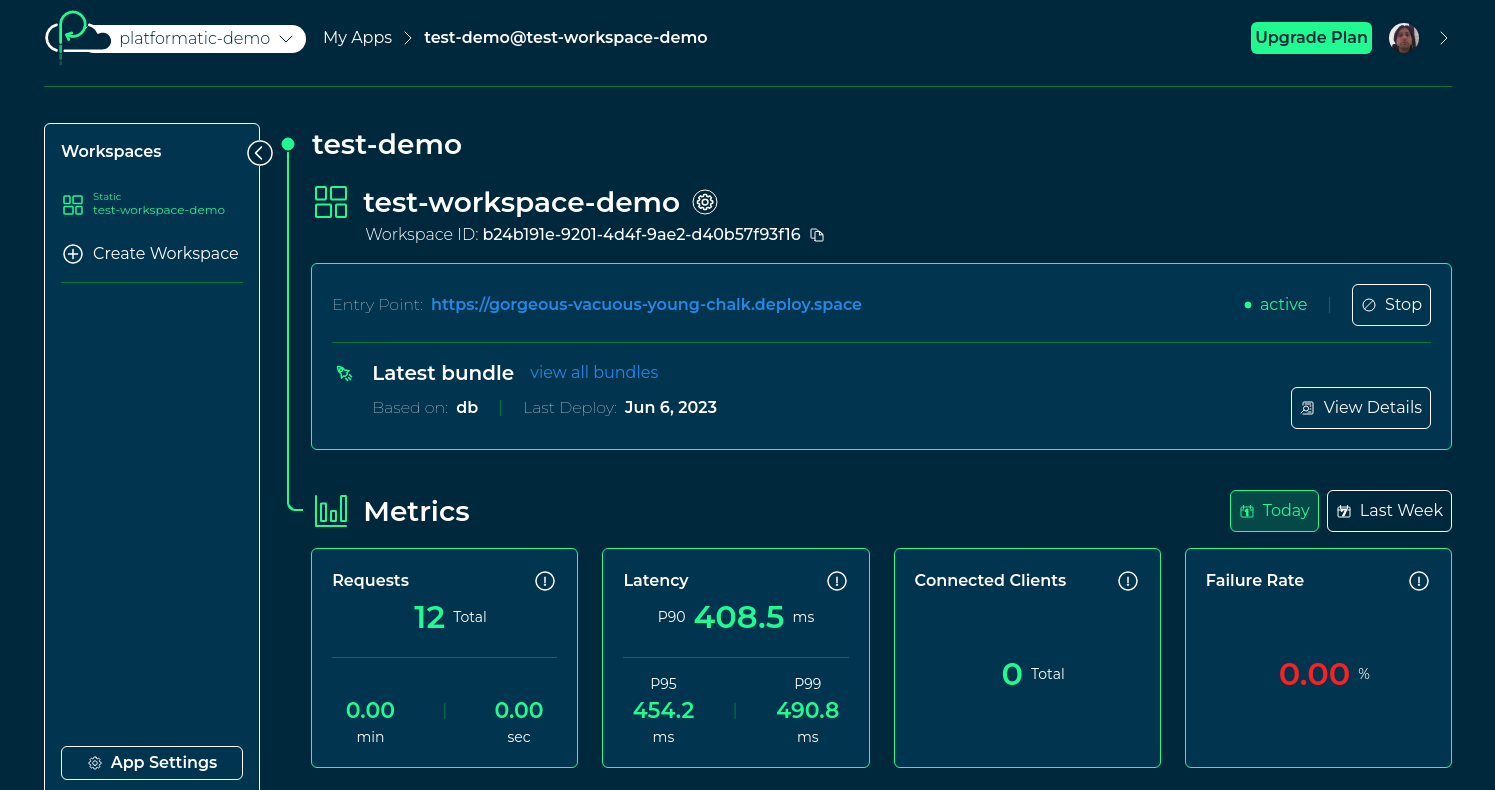 platformatic-demo
My Apps
test-demo@test-workspace-demo
Upgrade Plan
Workspaces
Static
test-workspace-demo
Create Workspace
App Settings
test-demo
test-workspace-demo
Workspace ID: b24b191e-9201-4d4f-9ae2-d40b57f93f16
Entry Point: https://gorgeous-vacuous-young-chalk.deploy.space
active
Stop
Latest bundle view all bundles
Based on: db Last Deploy: Jun 6, 2023
View Details
Metrics
1 Today
7 Last Week
Requests
12 Total
0.00 0.00
min sec
Latency
P90 408.5 ms
P95 P99
454.2 490.8
ms ms
Connected Clients
0 Total
Failure Rate
0.00 %